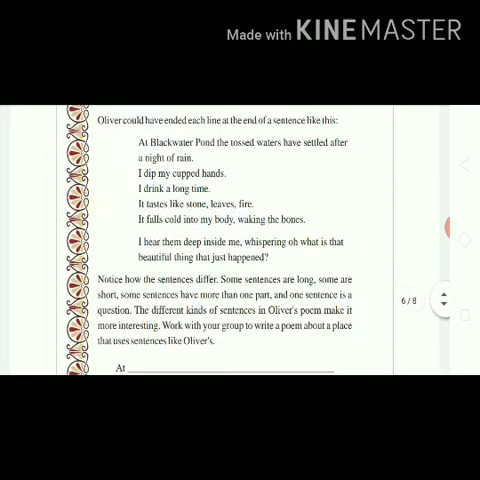 Made with KINEMASTER
Oliver could have ended each line at the end of a sentence like this:
At Blackwater Pond the tossed waters have settled after
a night of rain.
I dip my cupped hands.
I drink a long time.
It tastes like stone, leaves, fire.
It falls cold into my body, waking the bones.
I hear them deep inside me, whispering oh what is that
beautiful thing that just happened?
Notice how the sentences differ. Some sentences are long, some are
short, some sentences have more than one part, and one sentence is a
question. The different kinds of sentences in Oliver's poem make it
more interesting. Work with your group to write a poem about a place
that uses sentences like Oliver's.
At
6/8